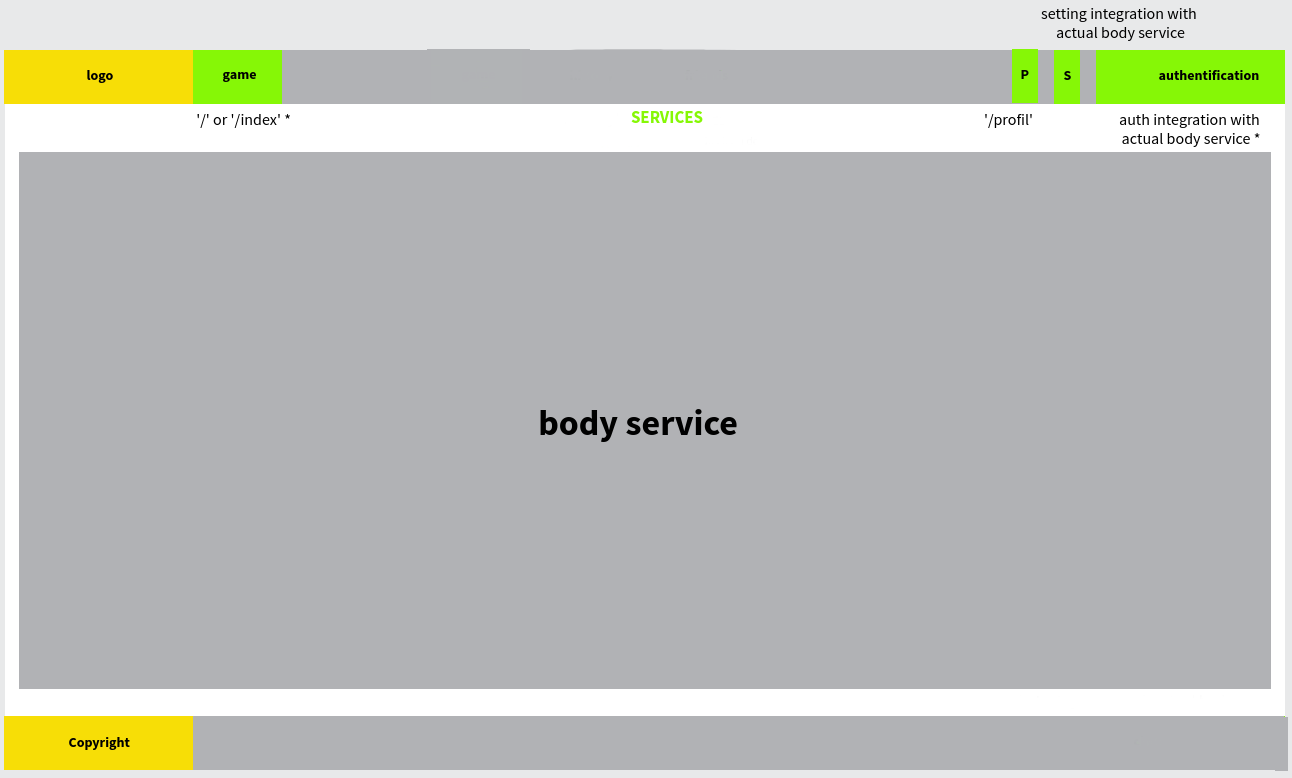 setting integration with
actual body service
logo
game
P
S
authentification
'/' or '/index' *
SERVICES
'/profil'
auth integration with
actual body service *
body service
Copyright